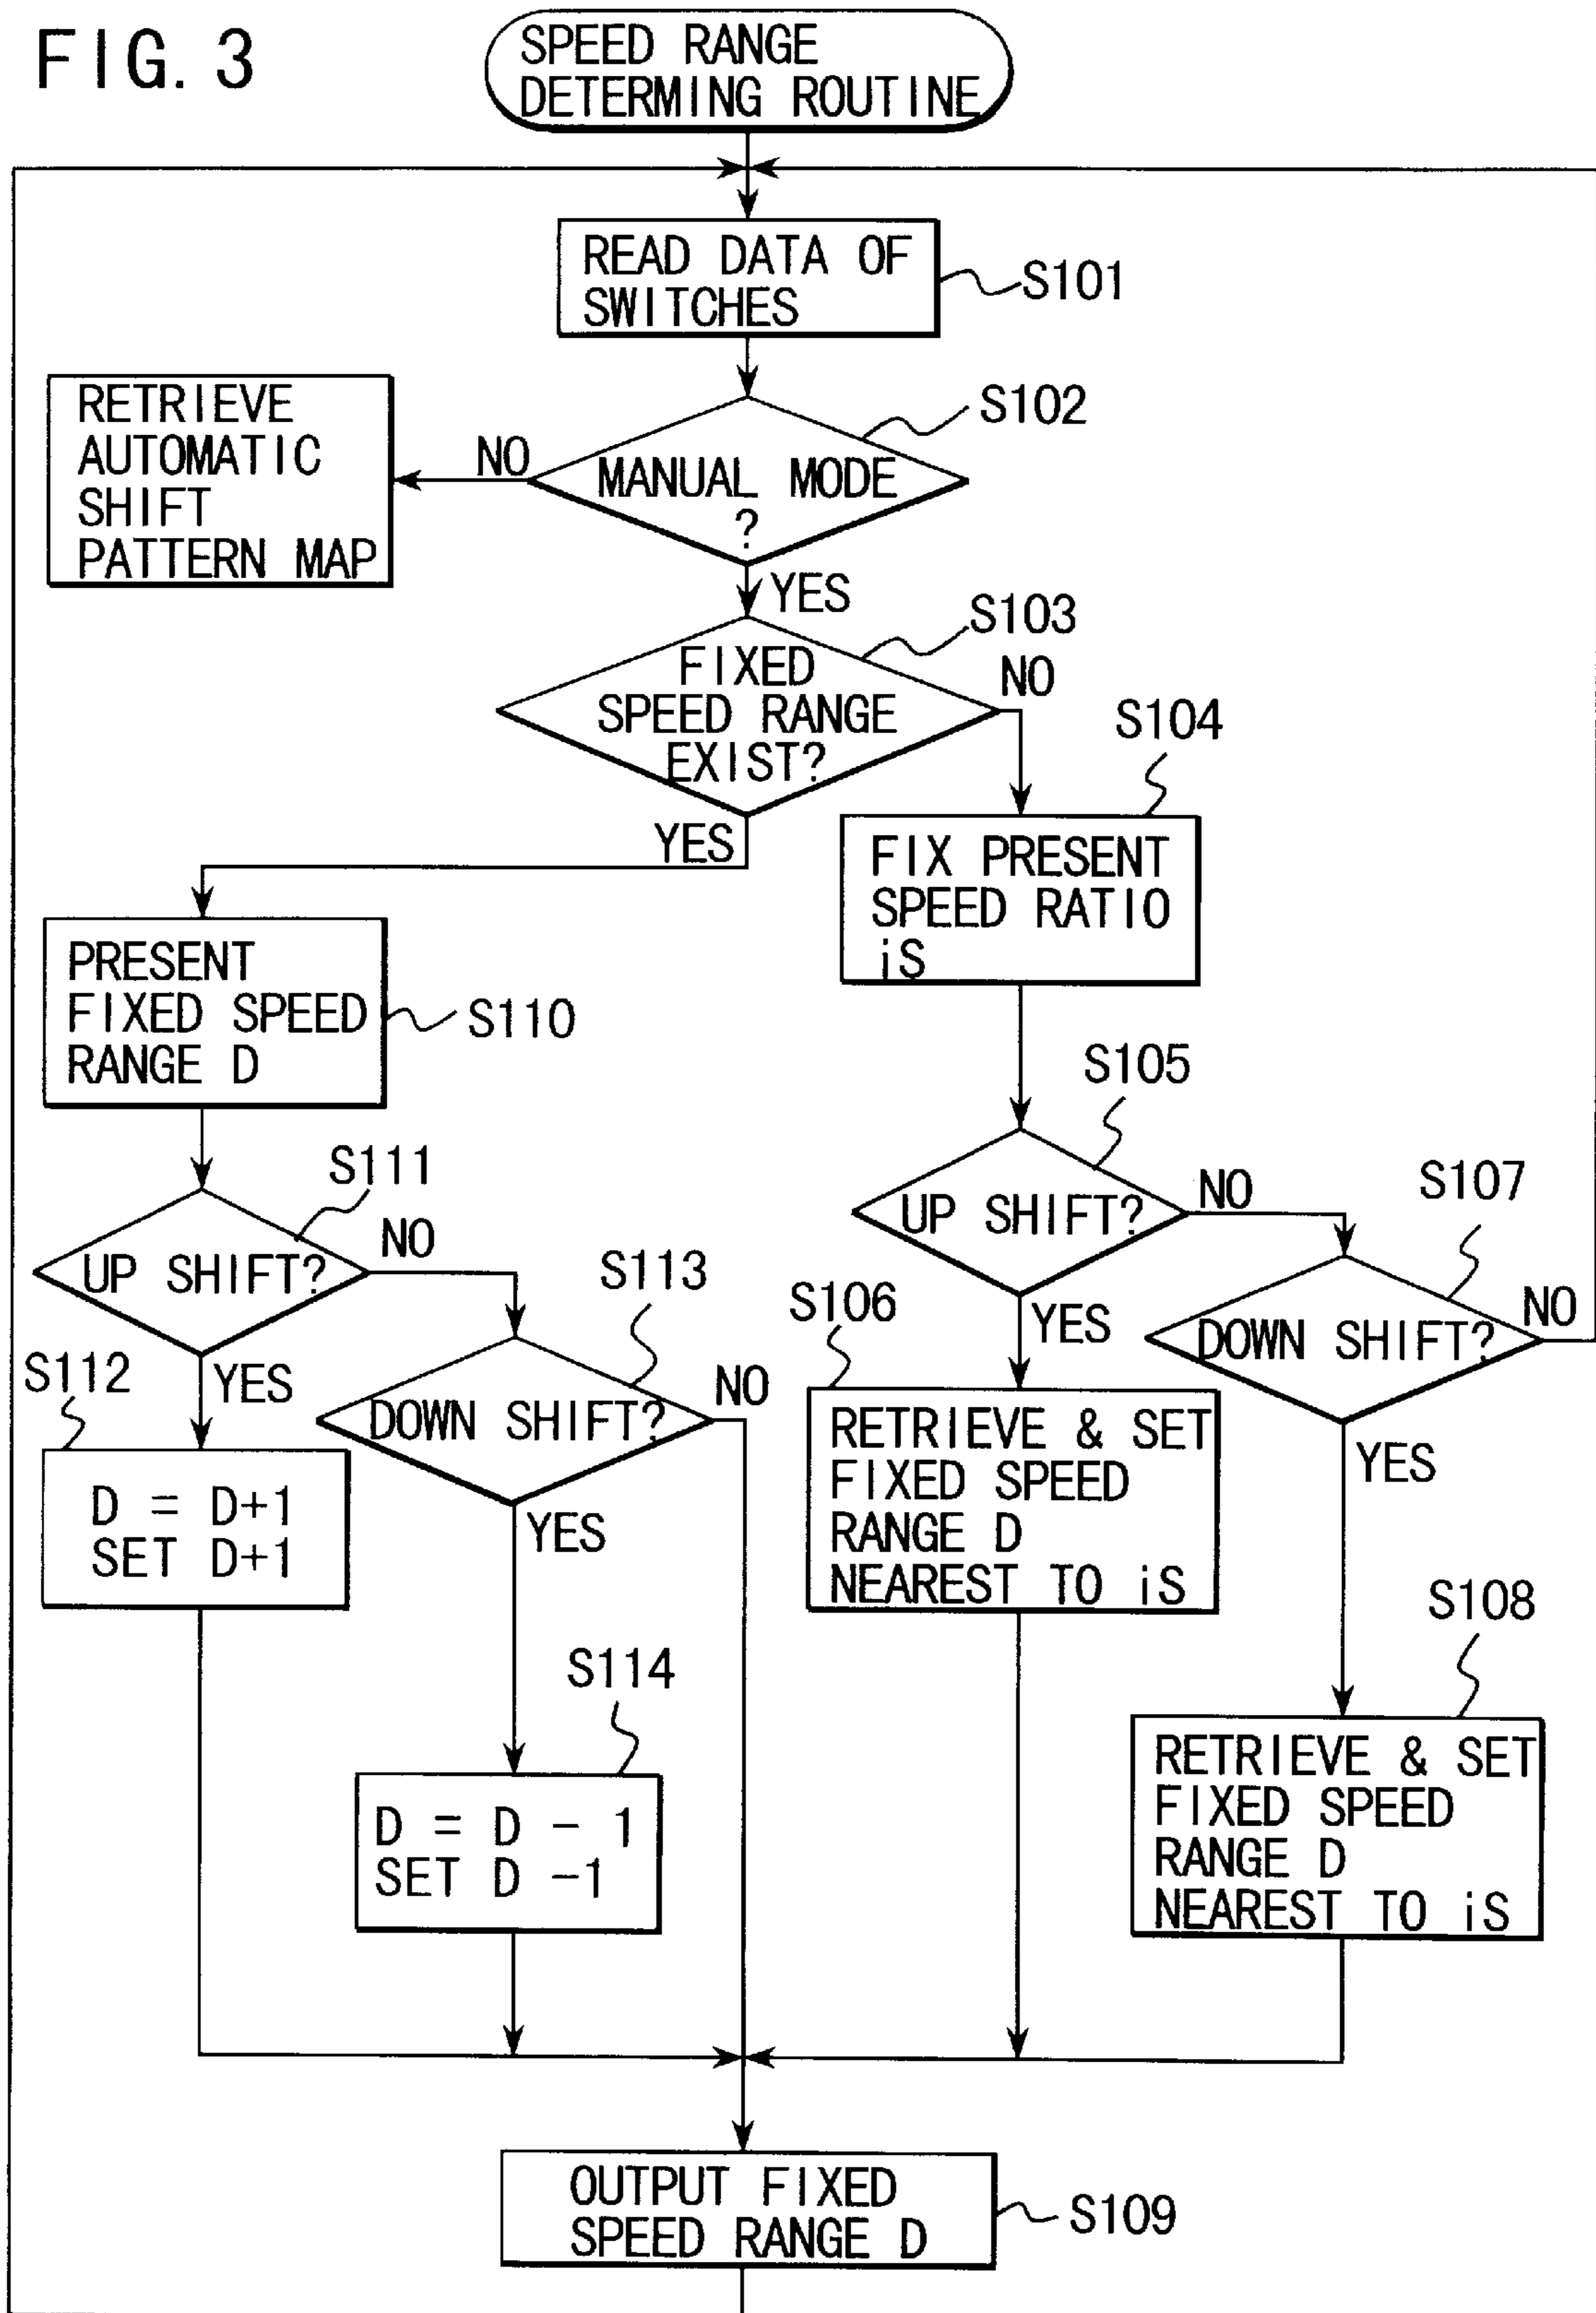 FIG. 3
SPEED RANGE
DETERMING ROUTINE
READ DATA OF
SWITCHES
S101
RETRIEVE
AUTOMATIC
SHIFT
PATTERN MAP
NO
MANUAL MODE
?
S102
YES
FIXED
SPEED RANGE
EXIST?
S103
NO
YES
S104
FIX PRESENT
SPEED RATIO
iS
PRESENT
FIXED SPEED
RANGE D
S110
S105
UP SHIFT?
NO
S107
S111
UP SHIFT?
NO
S113
S106
YES
DOWN SHIFT?
NO
S112
YES
DOWN SHIFT?
NO
RETRIEVE & SET
FIXED SPEED
RANGE D
NEAREST TO iS
YES
D = D+1
SET D+1
YES
S108
S114
D = D - 1
SET D -1
RETRIEVE & SET
FIXED SPEED
RANGE D
NEAREST TO iS
OUTPUT FIXED
SPEED RANGE D
S109